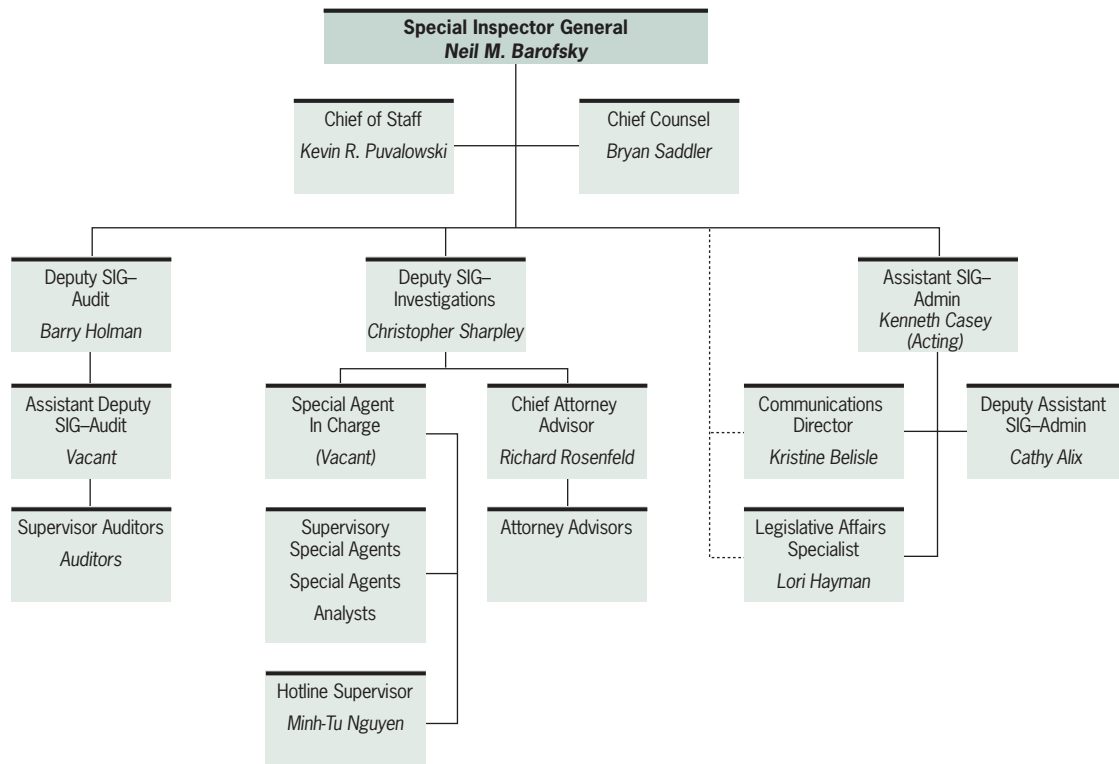 Special Inspector General
Neil M. Barofsky
Chief of Staff
Kevin R. Puvalowski
Chief Counsel
Bryan Saddler
Deputy SIG–
Audit
Barry Holman
Deputy SIG–
Investigations
Christopher Sharpley
Assistant SIG–
Admin
Kenneth Casey
(Acting)
Assistant Deputy
SIG–Audit
Vacant
Special Agent
In Charge
(Vacant)
Chief Attorney
Advisor
Richard Rosenfeld
Communications
Director
Kristine Belisle
Deputy Assistant
SIG–Admin
Cathy Alix
Supervisor Auditors
Auditors
Supervisory
Special Agents
Special Agents
Analysts
Attorney Advisors
Legislative Affairs
Specialist
Lori Hayman
Hotline Supervisor
Minh-Tu Nguyen